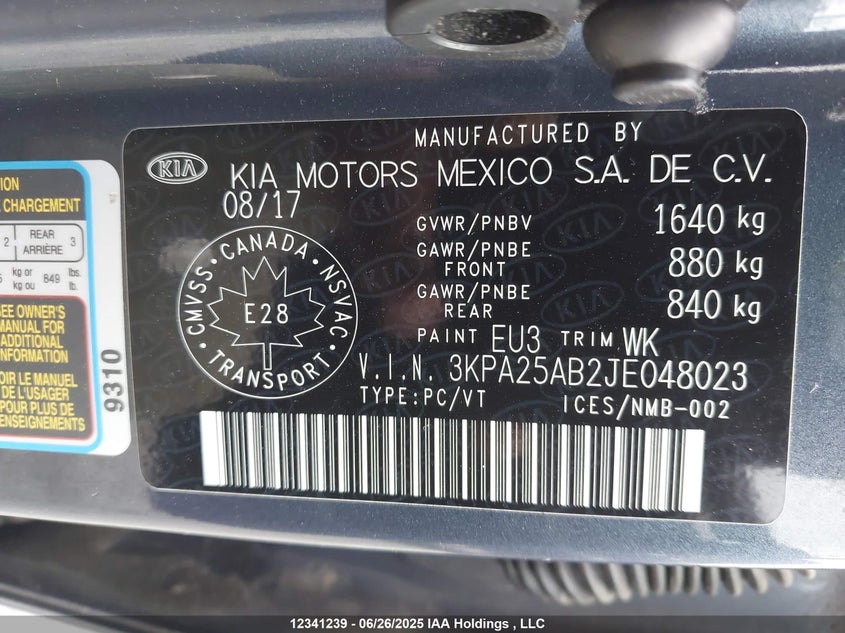 MANUFACTURED BY
KIA
KIA MOTORS MEXICO S.A. DE C.V.
08/17
GVWR/PNBV 1640 kg
GAWR/PNBE
FRONT 880 kg
GAWR/PNBE
REAR 840 kg
CANADA
CMVSS NSVAC
E28
TRANSPORT
PAINT EU3 TRIM WK
V.I.N. 3KPA25AB2JE048023
TYPE:PC/VT ICES/NMB-002
CHARGEMENT
2 REAR 3
ARRIÈRE
kg or 849 lbs.
kg ou lb.
SEE OWNER'S
MANUAL FOR
ADDITIONAL
INFORMATION
VOIR LE MANUEL
DE L'USAGER
POUR PLUS DE
RENSEIGNEMENTS
9310
12341239 - 06/26/2025 IAA Holdings , LLC